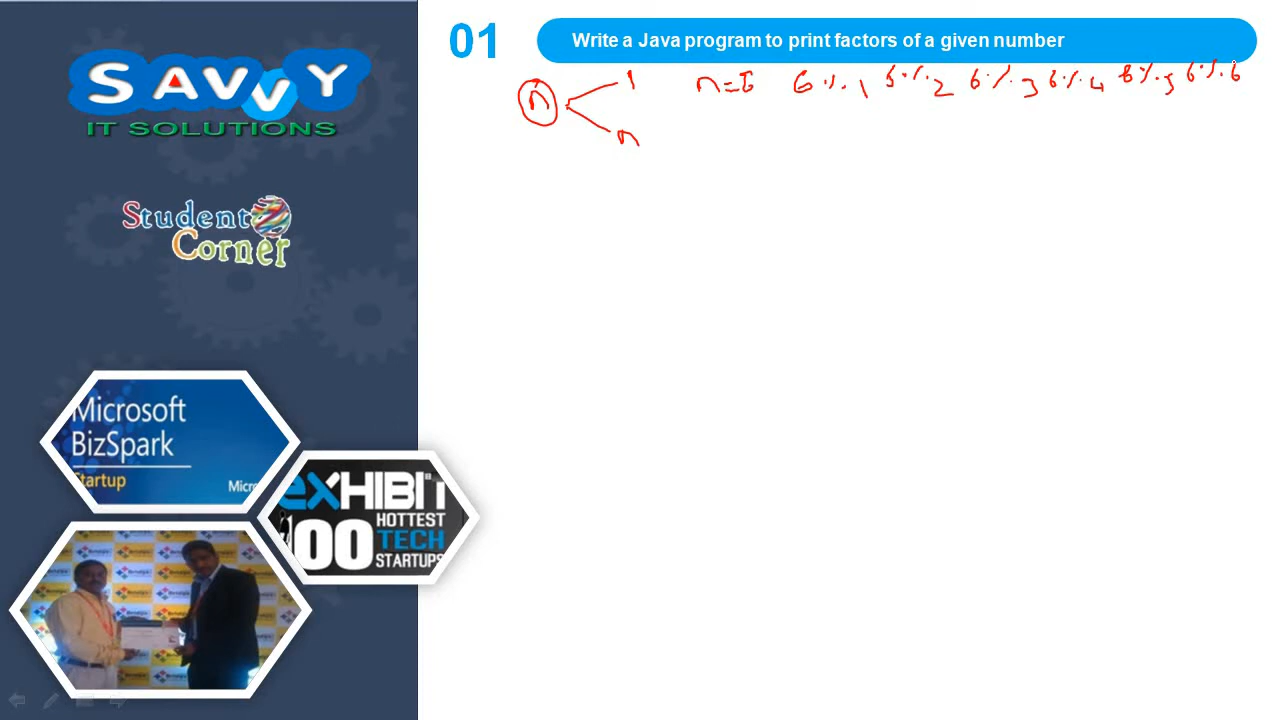 SAVVY
IT SOLUTIONS
Student
Corner
Microsoft
BizSpark
Startup
Micr
eXHIBIT
100
HOTTEST
TECH
STARTUPS
01
Write a Java program to print factors of a given number
n
1
n
n=6 6%1 6%2 6%3 6%4 6%5 6%6